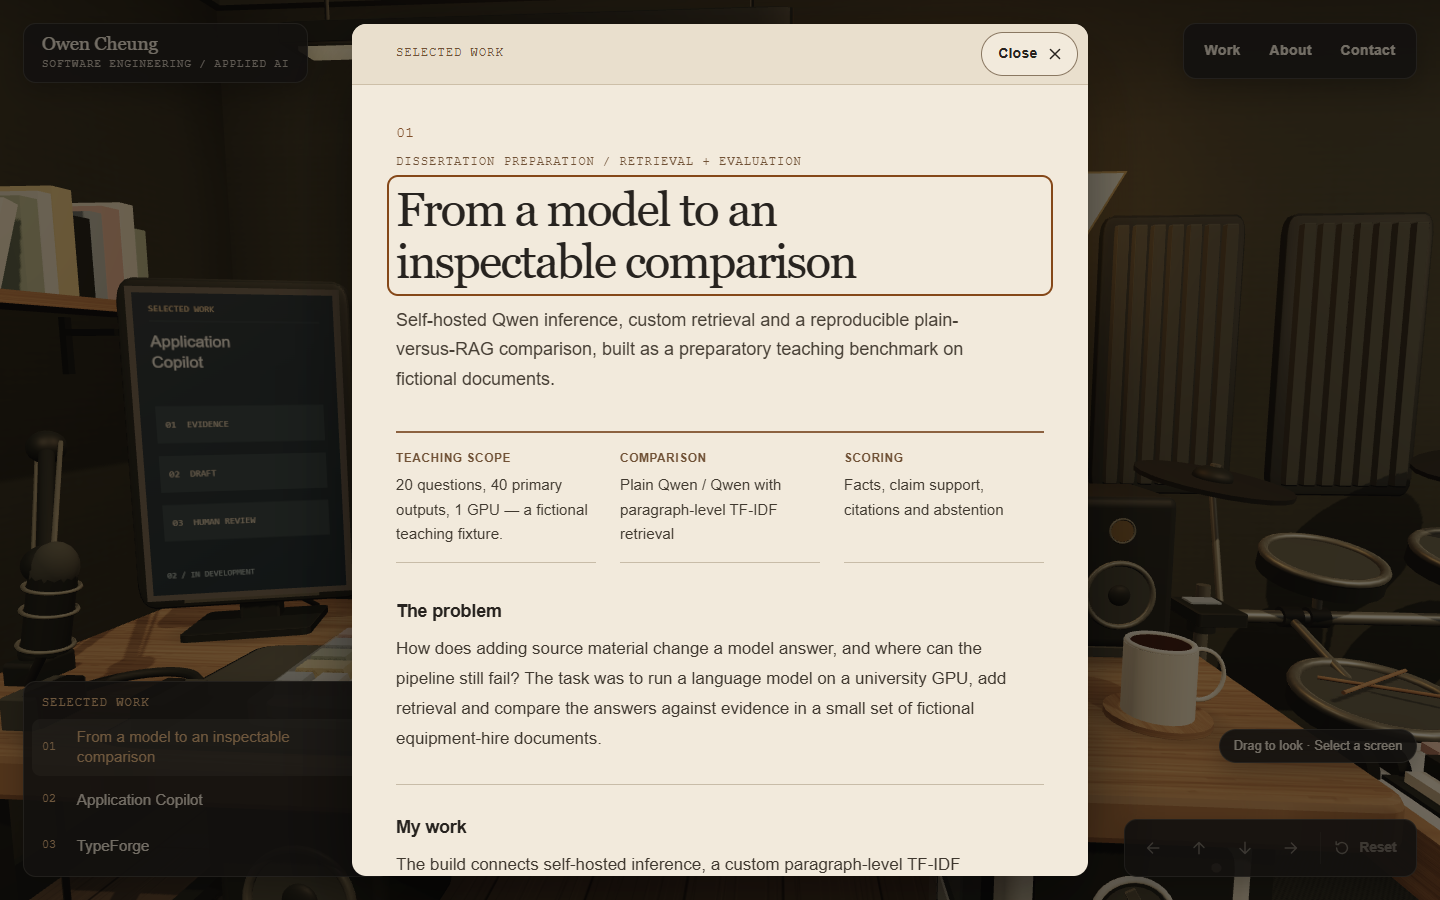 Owen Cheung
SOFTWARE ENGINEERING / APPLIED AI
SELECTED WORK
Close
Work
About
Contact
01
DISSERTATION PREPARATION / RETRIEVAL + EVALUATION
From a model to an
inspectable comparison
Self-hosted Qwen inference, custom retrieval and a reproducible plain-
versus-RAG comparison, built as a preparatory teaching benchmark on
fictional documents.
TEACHING SCOPE
20 questions, 40 primary
outputs, 1 GPU — a fictional
teaching fixture.
COMPARISON
Plain Qwen / Qwen with
paragraph-level TF-IDF
retrieval
SCORING
Facts, claim support,
citations and abstention
The problem
How does adding source material change a model answer, and where can the
pipeline still fail? The task was to run a language model on a university GPU, add
retrieval and compare the answers against evidence in a small set of fictional
equipment-hire documents.
My work
The build connects self-hosted inference, a custom paragraph-level TF-IDF
SELECTED WORK
Application
Copilot
01 EVIDENCE
02 DRAFT
03 HUMAN REVIEW
02 / IN DEVELOPMENT
SELECTED WORK
01 From a model to an inspectable
comparison
02 Application Copilot
03 TypeForge
Drag to look · Select a screen
Reset